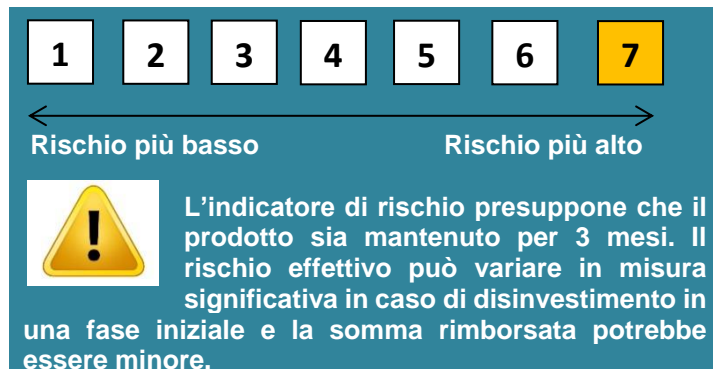 1 2 3 4 5 6 7
Rischio più basso Rischio più alto
L’indicatore di rischio presuppone che il
prodotto sia mantenuto per 3 mesi. Il
rischio effettivo può variare in misura
significativa in caso di disinvestimento in
una fase iniziale e la somma rimborsata potrebbe
essere minore.